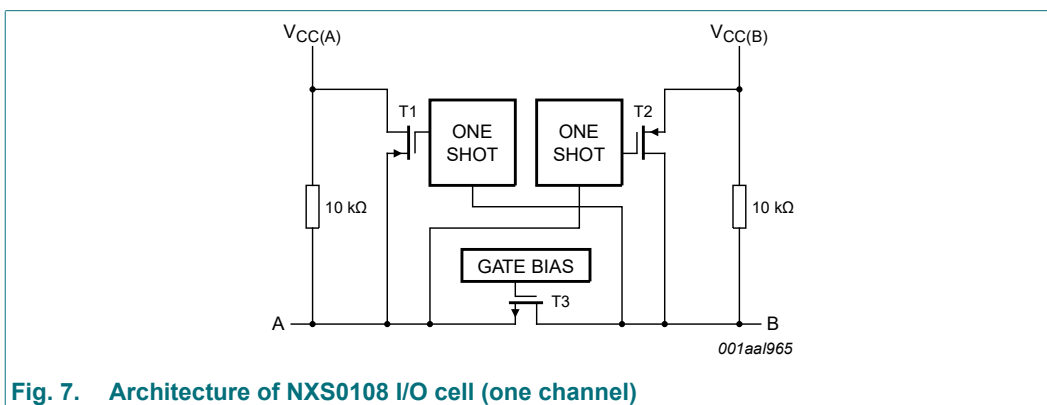 VCC(A)
VCC(B)
T1
T2
ONE
SHOT
ONE
SHOT
10 kΩ
10 kΩ
GATE BIAS
T3
A
B
001aal965
Fig. 7. Architecture of NXS0108 I/O cell (one channel)